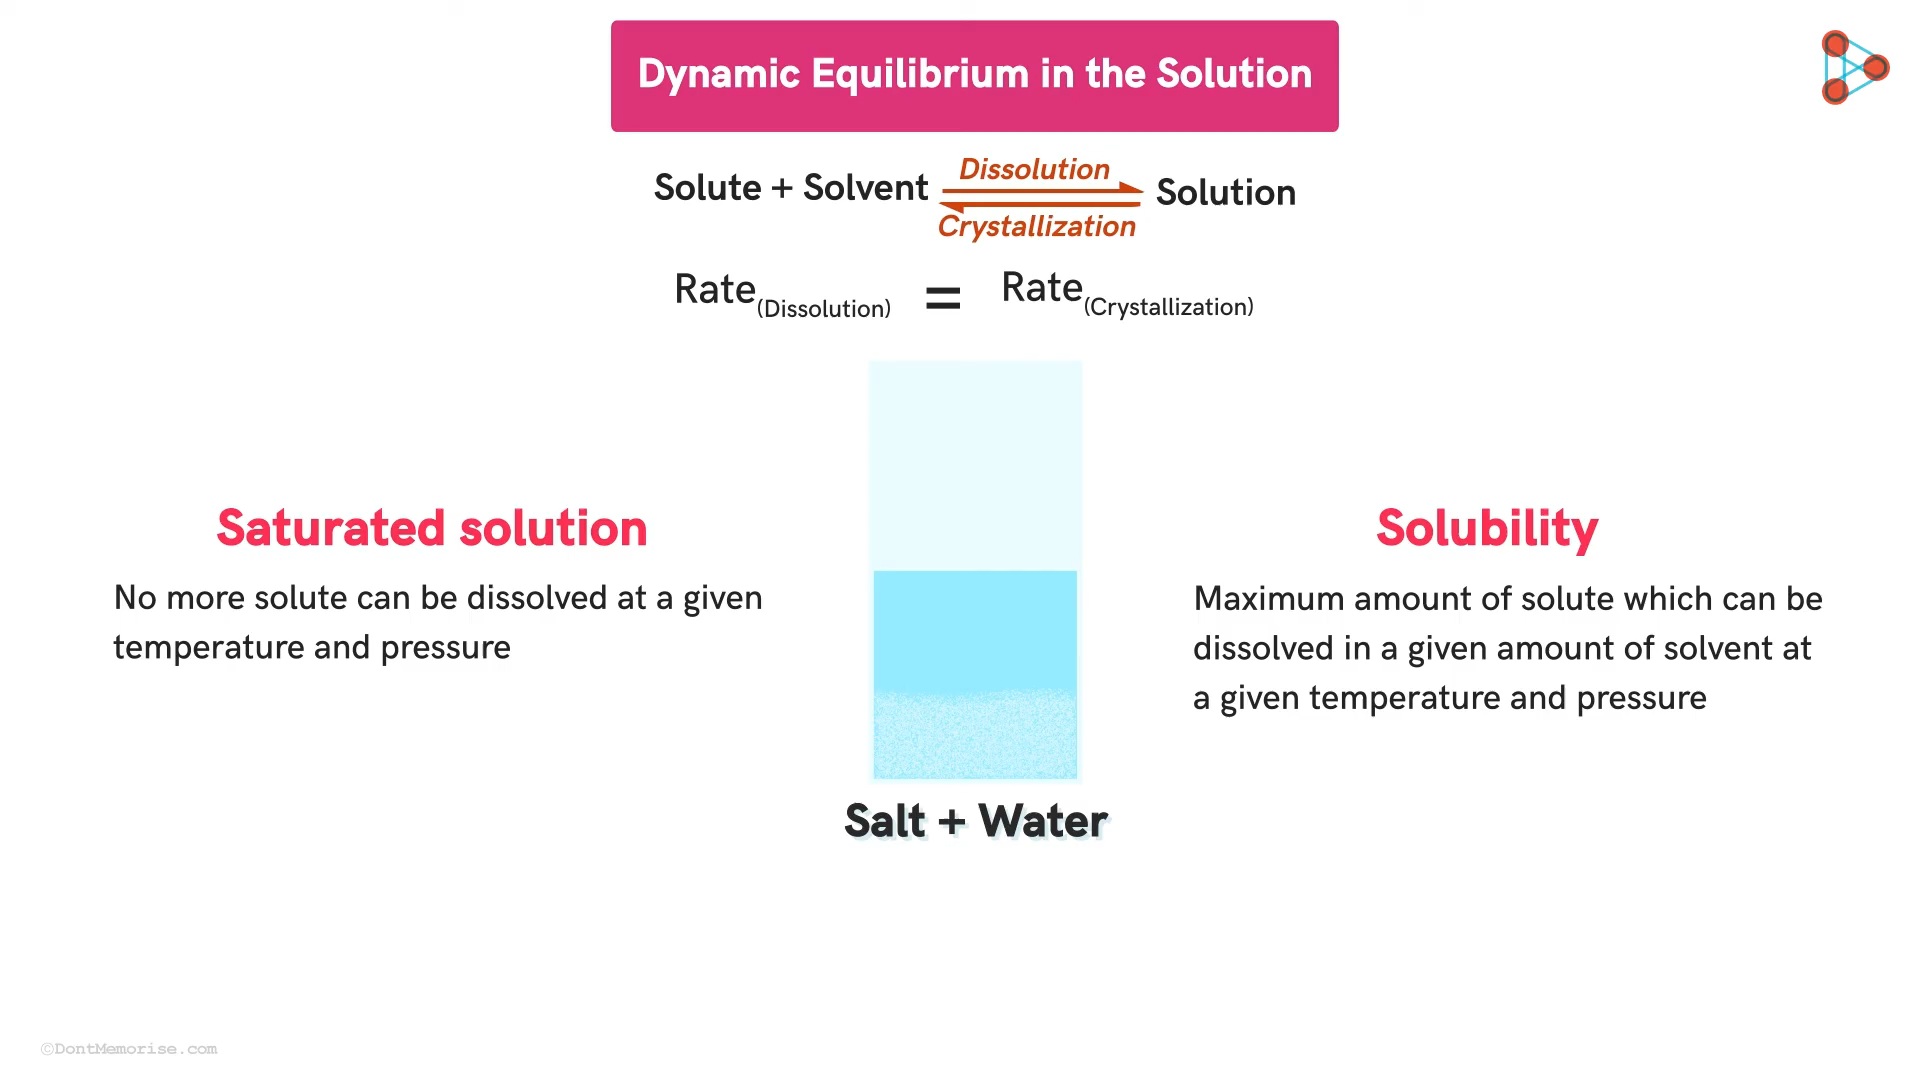 Dynamic Equilibrium in the Solution
Dissolution
Solute + Solvent ⇌ Solution
Crystallization
Rate(Dissolution) = Rate(Crystallization)
Saturated solution
No more solute can be dissolved at a given
temperature and pressure
Solubility
Maximum amount of solute which can be
dissolved in a given amount of solvent at
a given temperature and pressure
Salt + Water
©DontMemorise.com